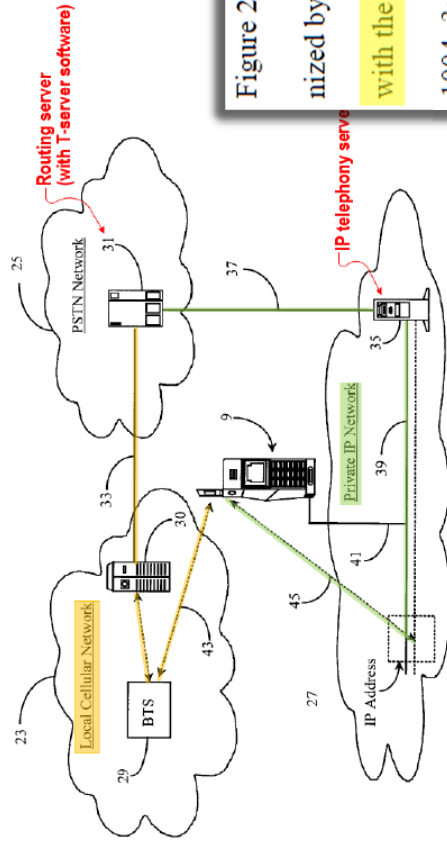 Routing server
(with T-server software)
25
PSTN Network
31
23
Local Cellular Network
33
30
BTS
29
43
37
9
IP telephony serve
35
Private IP Network
45
41
39
27
IP Address
Figure 2
nized by
with the